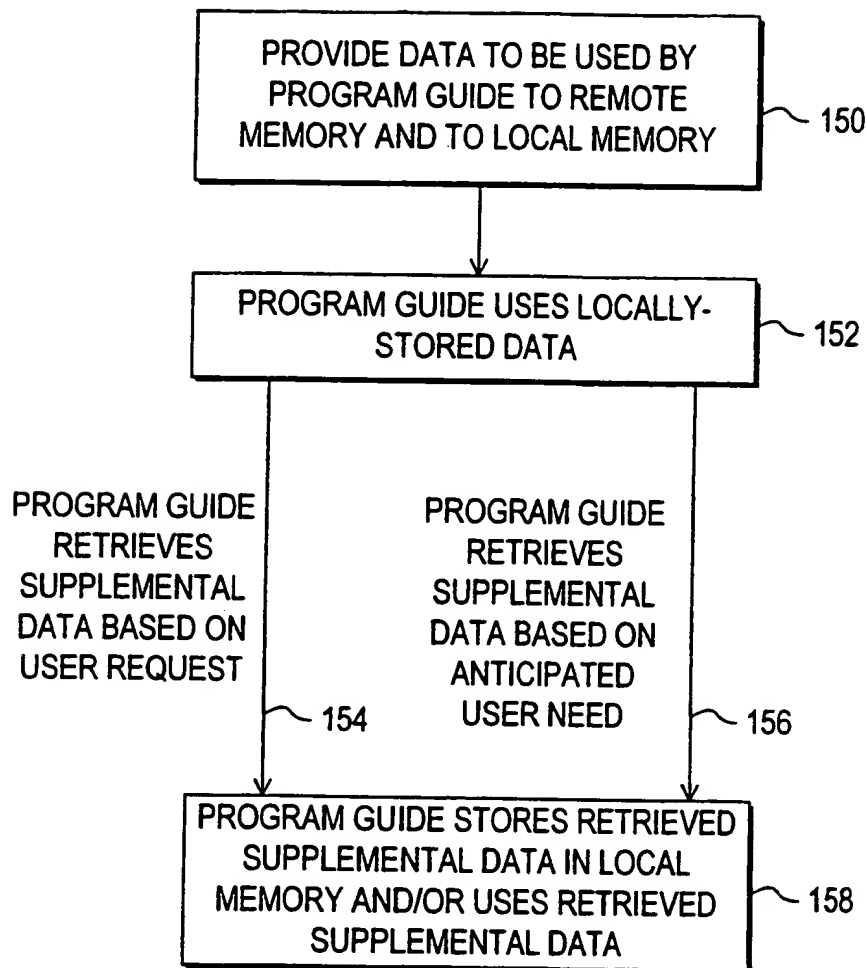 PROVIDE DATA TO BE USED BY
PROGRAM GUIDE TO REMOTE
MEMORY AND TO LOCAL MEMORY
150
PROGRAM GUIDE USES LOCALLY-
STORED DATA
152
PROGRAM GUIDE
RETRIEVES
SUPPLEMENTAL
DATA BASED ON
USER REQUEST
154
PROGRAM GUIDE
RETRIEVES
SUPPLEMENTAL
DATA BASED ON
ANTICIPATED
USER NEED
156
PROGRAM GUIDE STORES RETRIEVED
SUPPLEMENTAL DATA IN LOCAL
MEMORY AND/OR USES RETRIEVED
SUPPLEMENTAL DATA
158